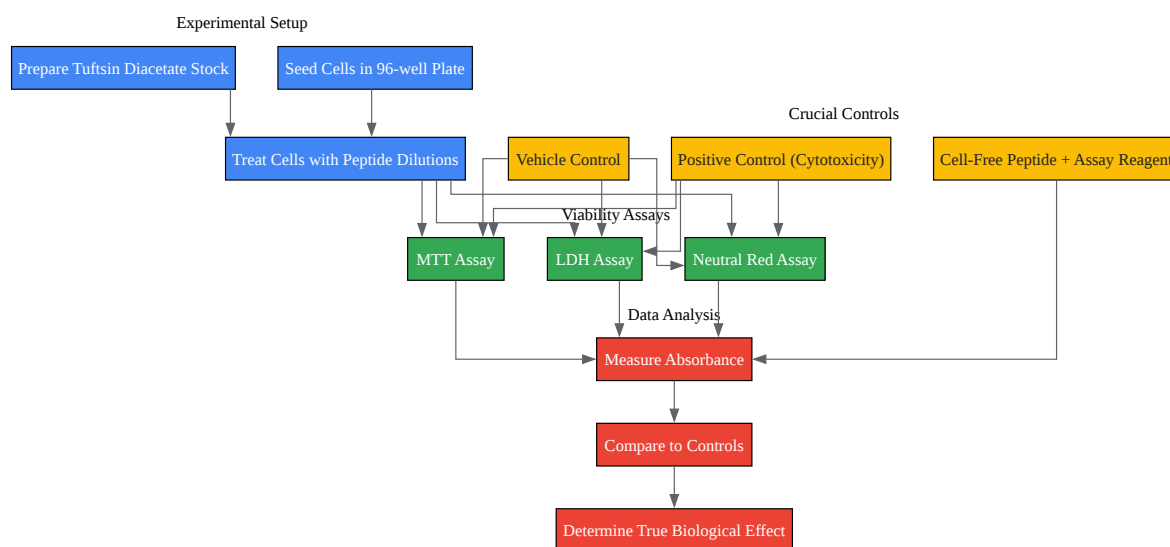 Experimental Setup
Prepare Tuftsin Diacetate Stock
Seed Cells in 96-well Plate
Crucial Controls
Treat Cells with Peptide Dilutions
Vehicle Control
Positive Control (Cytotoxicity)
Cell-Free Peptide + Assay Reagent
Viability Assays
MTT Assay
LDH Assay
Neutral Red Assay
Data Analysis
Measure Absorbance
Compare to Controls
Determine True Biological Effect